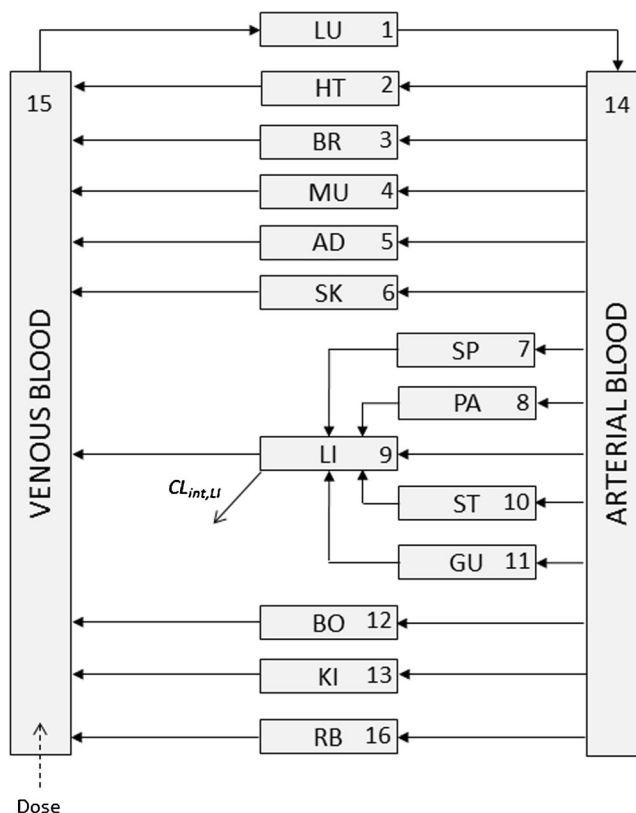 LU 1
15
HT 2
14
BR 3
MU 4
AD 5
SK 6
SP 7
PA 8
LI 9
CLint,LI
ST 10
GU 11
BO 12
KI 13
RB 16
VENOUS BLOOD
ARTERIAL BLOOD
Dose